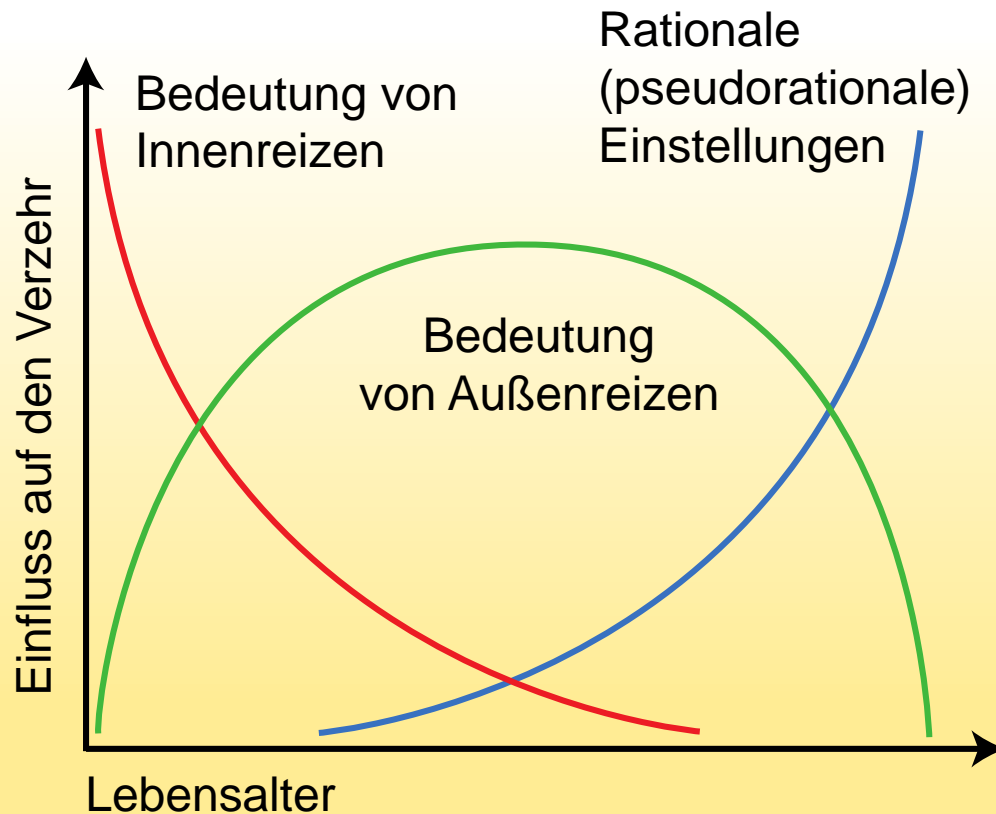 Rationale
(pseudorationale)
Einstellungen
Bedeutung von
Innenreizen
Bedeutung
von Außenreizen
Einfluss auf den Verzehr
Lebensalter